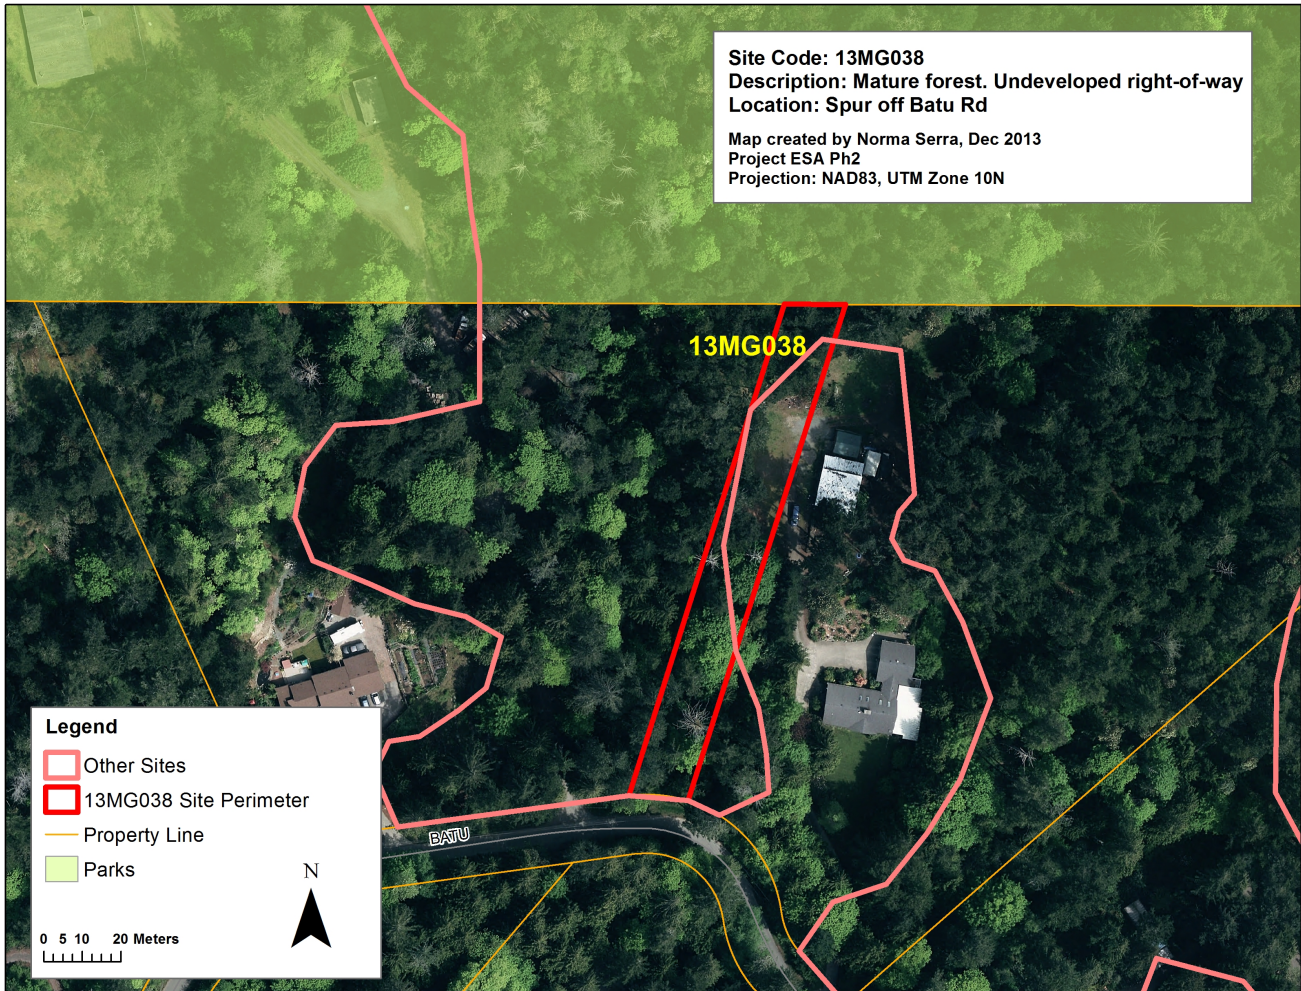 Site Code: 13MG038
Description: Mature forest. Undeveloped right-of-way
Location: Spur off Batu Rd
Map created by Norma Serra, Dec 2013
Project ESA Ph2
Projection: NAD83, UTM Zone 10N
13MG038
BATU
Legend
Other Sites
13MG038 Site Perimeter
Property Line
Parks
N
0 5 10 20 Meters